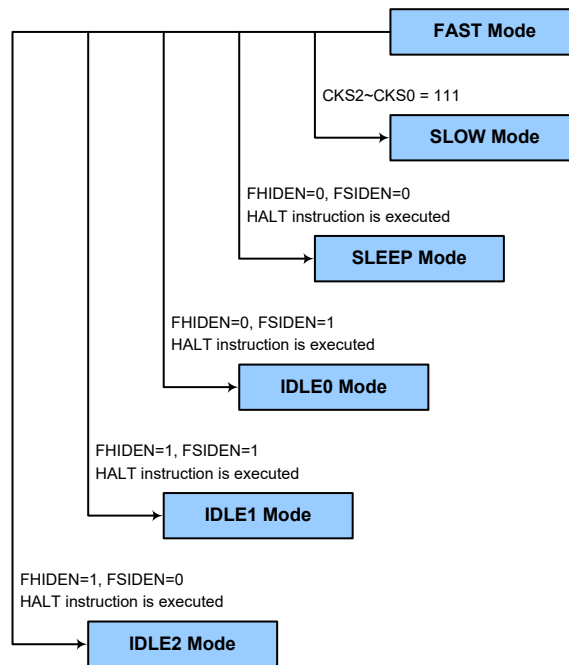 FAST Mode
CKS2~CKS0 = 111
SLOW Mode
FHIDEN=0, FSIDEN=0
HALT instruction is executed
SLEEP Mode
FHIDEN=0, FSIDEN=1
HALT instruction is executed
IDLE0 Mode
FHIDEN=1, FSIDEN=1
HALT instruction is executed
IDLE1 Mode
FHIDEN=1, FSIDEN=0
HALT instruction is executed
IDLE2 Mode